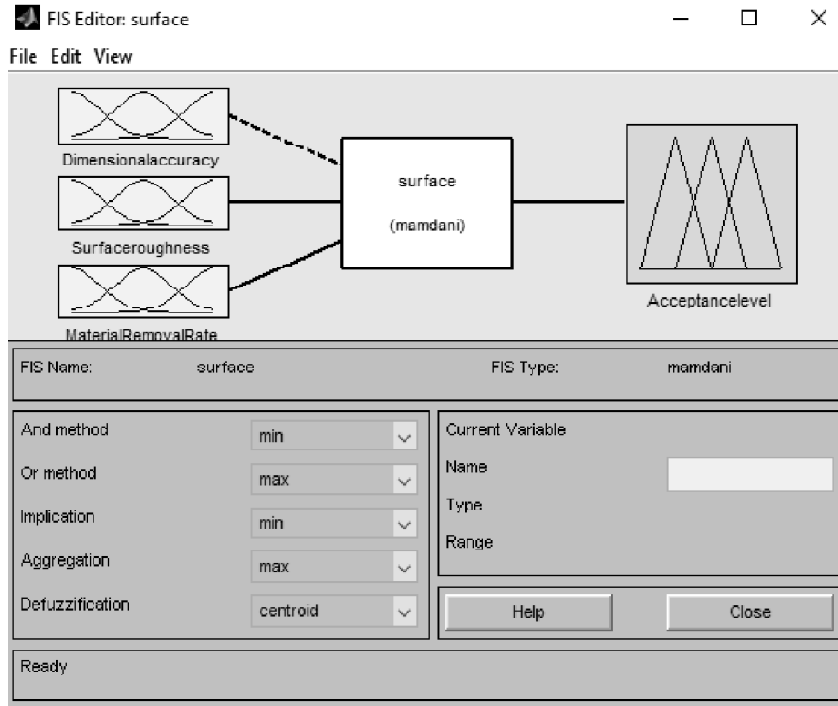 FIS Editor: surface
File Edit View
Dimensionalaccuracy
surface
(mamdani)
Surfaceroughness
Acceptancelevel
MaterialRemovalRate
FIS Name: surface FIS Type: mamdani
And method min
Or method max
Implication min
Aggregation max
Defuzzification centroid
Current Variable
Name
Type
Range
Help Close
Ready